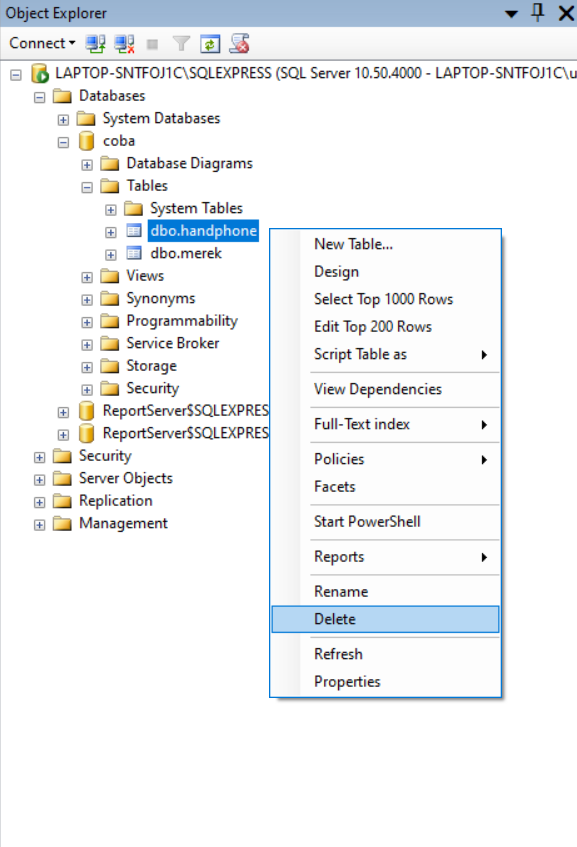 Object Explorer
Connect
LAPTOP-SNTFOJ1C\SQLEXPRESS (SQL Server 10.50.4000 - LAPTOP-SNTFOJ1C\u
Databases
System Databases
coba
Database Diagrams
Tables
System Tables
dbo.handphone
dbo.merek
Views
Synonyms
Programmability
Service Broker
Storage
Security
ReportServer$SQLEXPRES
ReportServer$SQLEXPRES
Security
Server Objects
Replication
Management
New Table...
Design
Select Top 1000 Rows
Edit Top 200 Rows
Script Table as
View Dependencies
Full-Text index
Policies
Facets
Start PowerShell
Reports
Rename
Delete
Refresh
Properties